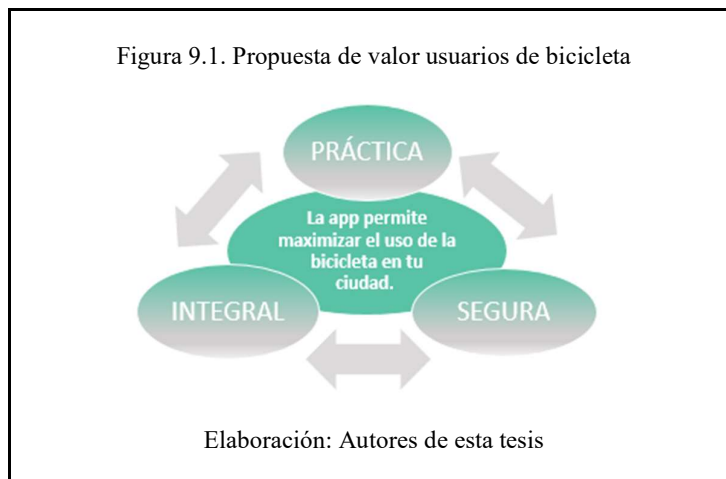 Figura 9.1. Propuesta de valor usuarios de bicicleta
PRÁCTICA
La app permite
maximizar el uso de la
bicicleta en tu
ciudad.
INTEGRAL
SEGURA
Elaboración: Autores de esta tesis